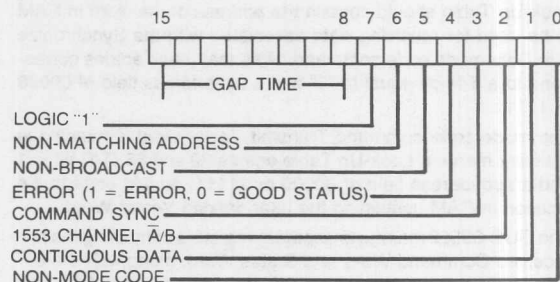 15 8 7 6 5 4 3 2 1 0
GAP TIME
LOGIC "1"
NON-MATCHING ADDRESS
NON BROADCAST
ERROR (1 = ERROR, 0 = GOOD STATUS),
COMMAND SYNC
1553 CHANNEL A̅/B
CONTIGUOUS DATA
NON-MODE CODE